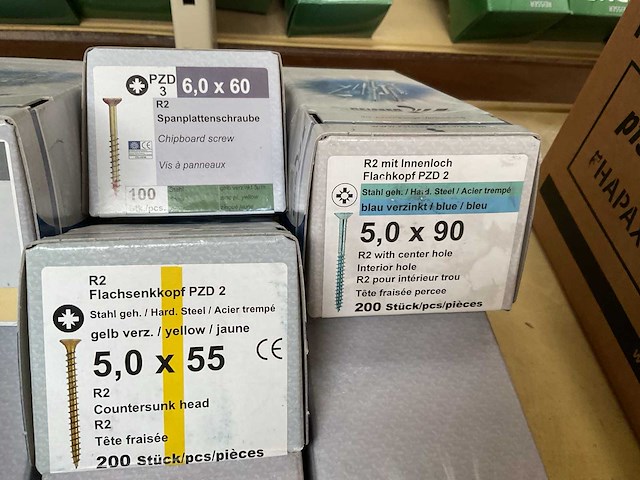 PZD
3
6,0 x 60
R2
Spanplattenschraube
Chipboard screw
Vis à panneaux
100
R2 mit Innenloch
Flachkopf PZD 2
Stahl geh. / Hard. Steel / Acier trempé
blau verzinkt / blue / bleu
5,0 x 90
R2 with center hole
Interior hole
R2 pour intérieur trou
Tête fraisée percee
200 Stück/pcs/pièces
R2
Flachsenkkopf PZD 2
Stahl geh. / Hard. Steel / Acier trempé
gelb verz. / yellow / jaune
5,0 x 55
CE
R2
Countersunk head
R2
Tête fraisée
200 Stück/pcs/pièces
#HAPAX